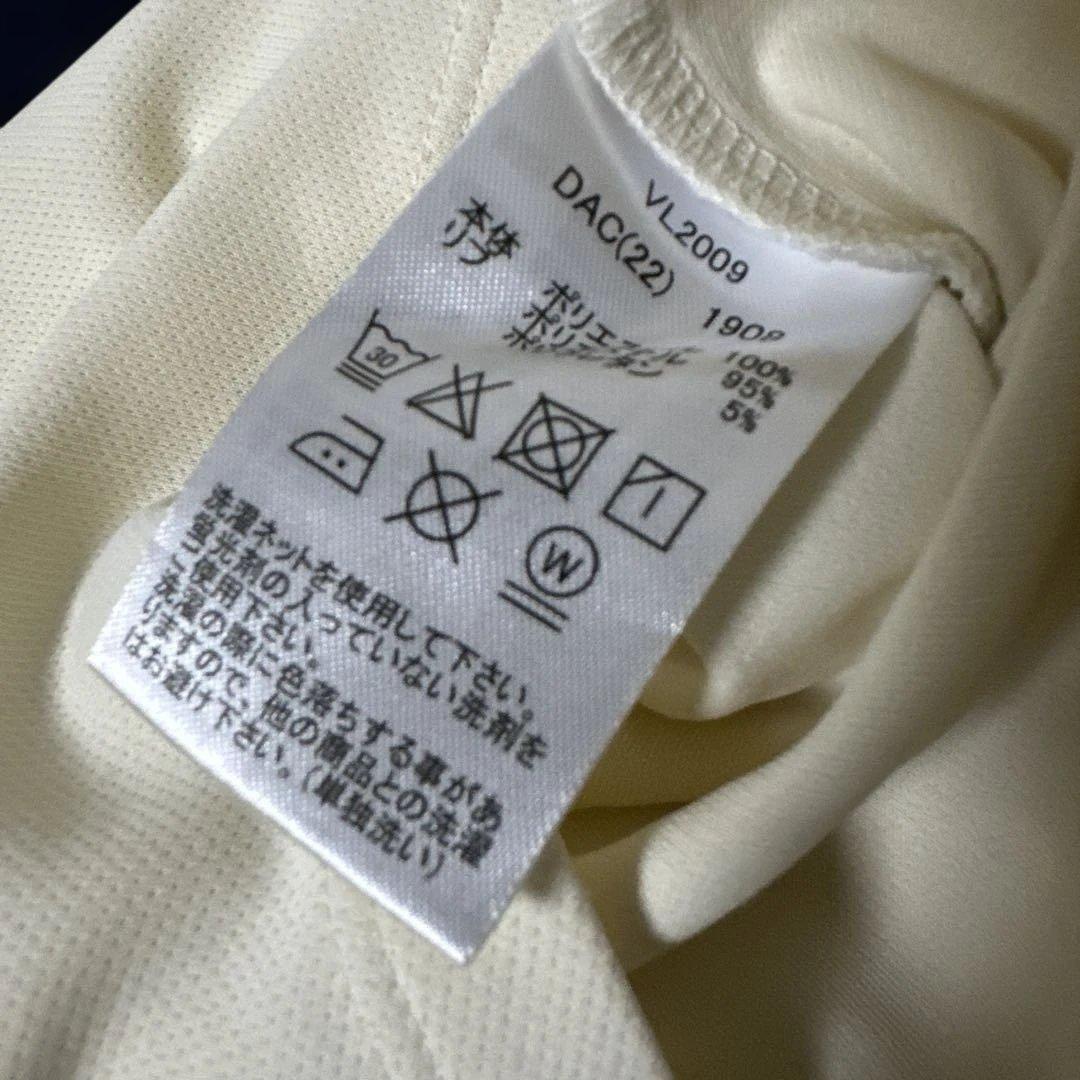 VL2009
DAC(22) 190
本体 ポリエステル 100%
リブ ポリエステル 95%
ポリウレタン 5%
30
W
洗濯ネットを使用して下さい。
蛍光剤の入っていない洗剤を
ご使用下さい。
洗濯の際に色落ちする事があ
りますので、他の商品との洗濯
はお避け下さい。(単独洗い)